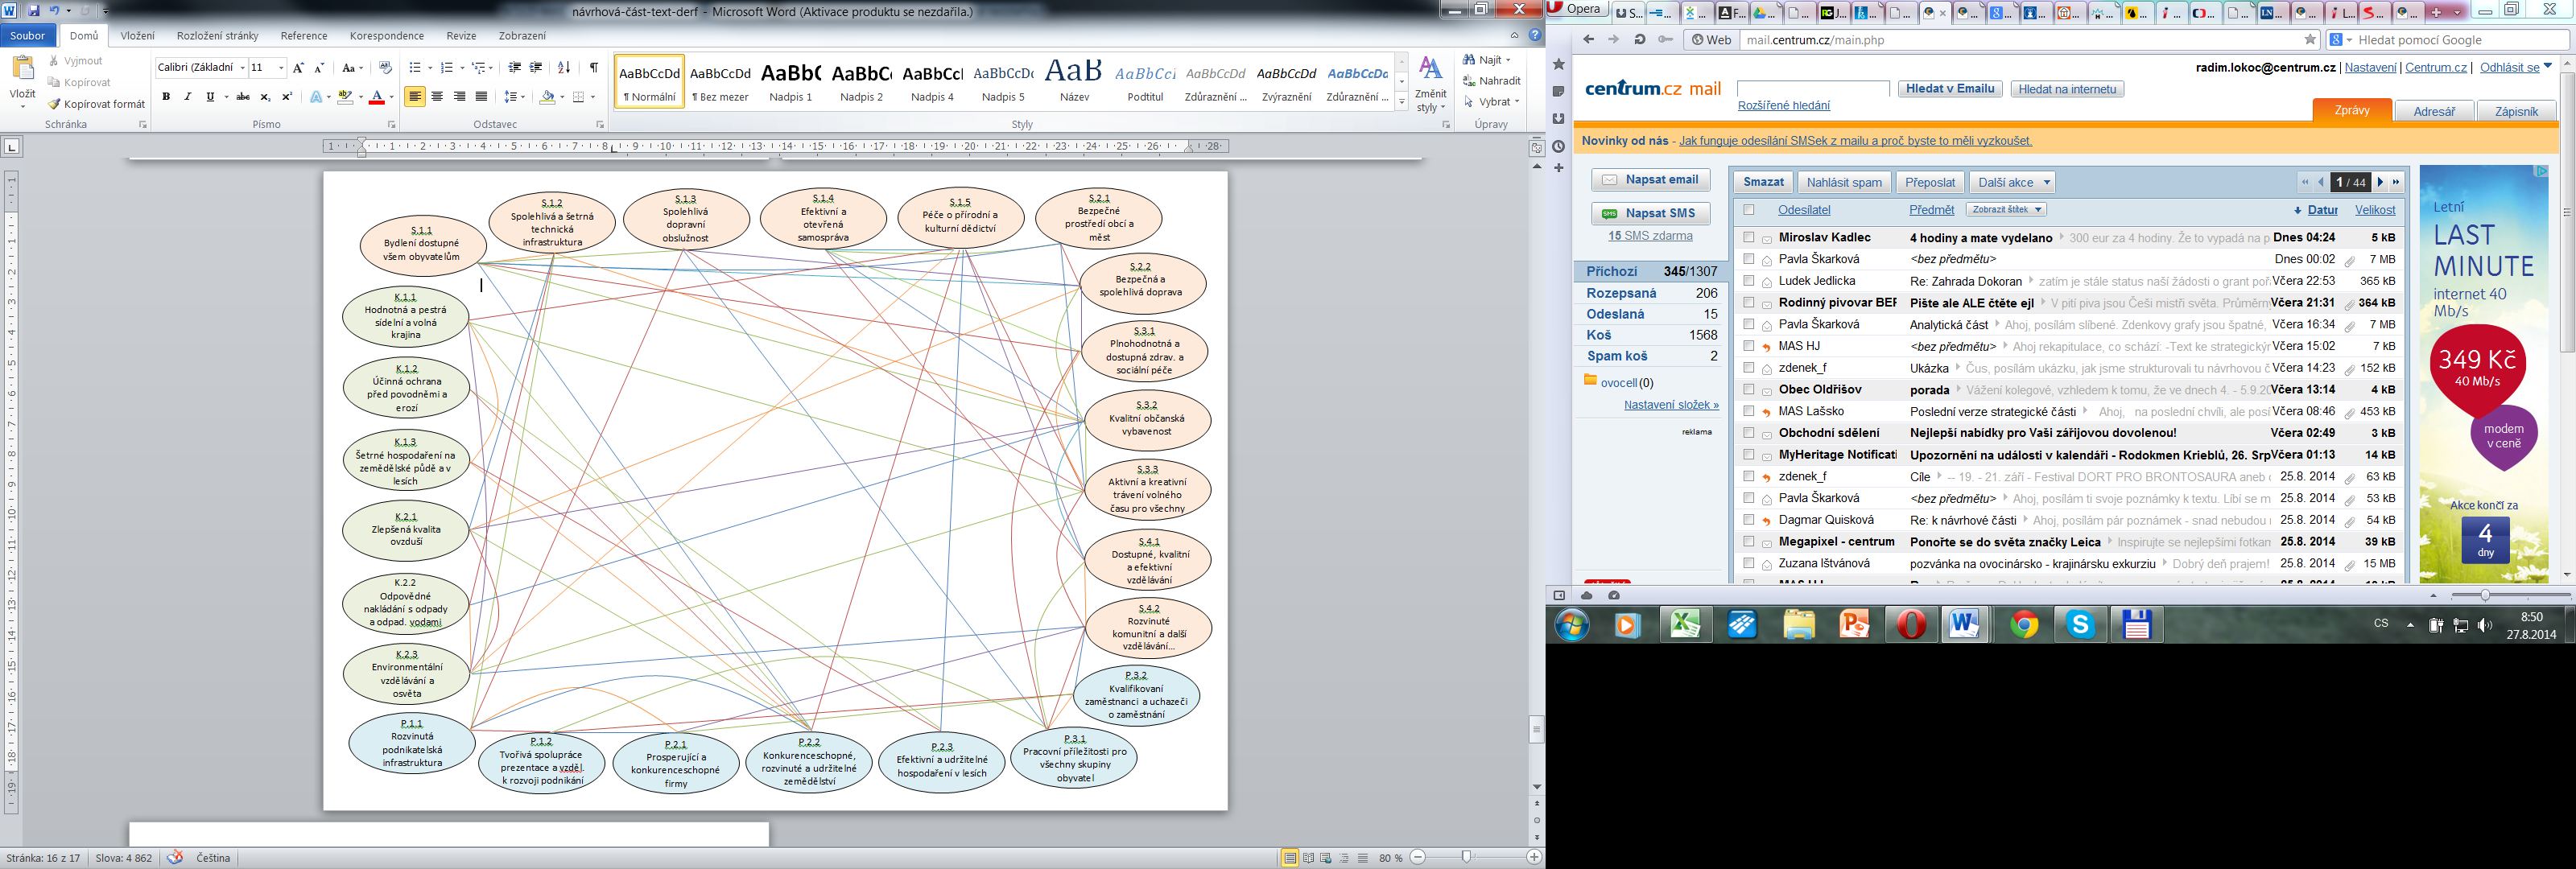 návrhová-část-text-derf - Microsoft Word (Aktivace produktu se nezdařila.)
Soubor
Domů
Vložení
Rozložení stránky
Reference
Korespondence
Revize
Zobrazení
Vložit
Vyjmout
Kopírovat
Kopírovat formát
Schránka
Calibri (Základní
11
Písmo
Odstavec
AaBbCcDd
¶ Normální
AaBbCcDd
¶ Bez mezer
Nadpis 1
Nadpis 2
Nadpis 4
Nadpis 5
Název
Podtitul
Zdůraznění ...
Zvýraznění
Zdůrazněn ...
Změnit
styly
Styly
Najít
Nahradit
Vybrat
Úpravy
S.1.1
Bydlení dostupné
všem obyvatelům
S.1.2
Spolehlivá a šetrná
technická
infrastruktura
S.1.3
Spolehlivá
dopravní
obslužnost
S.1.4
Efektivní a
otevřená
samospráva
S.1.5
Péče o přírodní a
kulturní dědictví
S.2.1
Bezpečné
prostředí obcí a
měst
S.2.2
Bezpečná a
spolehlivá doprava
S.3.1
Plnohodnotná a
dostupná zdrav. a
sociální péče
S.3.2
Kvalitní občanská
vybavenost
S.3.3
Aktivní a kreativní
trávení volného
času pro všechny
S.4.1
Dostupné, kvalitní
a efektivní
vzdělávání
S.4.2
Rozvinuté
komunitní a další
vzdělávání...
K.1.1
Hodnotná a pestrá
sídelní a volná
krajina
K.1.2
Účinná ochrana
před povodněmi a
erozí
K.1.3
Šetrné hospodaření na
zemědělské půdě a v
lesích
K.2.1
Zlepšená kvalita
ovzduší
K.2.2
Odpovědné
nakládání s odpady
a odpad. vodami
K.2.3
Environmentální
vzdělávání a
osvěta
P.1.1
Rozvinutá
podnikatelská
infrastruktura
P.1.2
Tvořivá spolupráce
prezentace a vzděl.
k rozvoji podnikání
P.2.1
Prosperující a
konkurenceschopné
firmy
P.2.2
Konkurenceschopné,
rozvinuté a udržitelné
zemědělství
P.2.3
Efektivní a udržitelné
hospodaření v lesích
P.3.1
Pracovní příležitosti pro
všechny skupiny
obyvatel
P.3.2
Kvalifikovaní
zaměstnanci a uchazeči
o zaměstnání
Stránka: 16 z 17
Slova: 4 862
Čeština
80 %
Opera
Web
mail.centrum.cz/main.php
Hledat pomocí Google
radim.lokoc@centrum.cz | Nastavení | Centrum.cz | Odhlásit se
centrum.cz mail
Hledat v Emailu
Hledat na internetu
Rozšířené hledání
Zprávy
Adresář
Zápisník
Novinky od nás - Jak funguje odesílání SMSek z mailu a proč byste to měli vyzkoušet.
Napsat email
Napsat SMS
15 SMS zdarma
Příchozí 345/1307
Rozepsaná 206
Odeslaná 15
Koš 1568
Spam koš 2
ovocell (0)
Nastavení složek »
reklama
Smazat
Nahlásit spam
Přeposlat
Další akce
1 / 44
Odesílatel
Předmět
Zobrazit štítek
Datum
Velikost
Miroslav Kadlec 4 hodiny a mate vydelano 300 eur za 4 hodiny. Že to vypadá na p Dnes 04:24 5 kB
Pavla Škarková <bez předmětu> Dnes 00:02 7 MB
Ludek Jedlicka Re: Zahrada Dokoran zatím je stále status naší žádosti o grant poř Včera 22:53 365 kB
Rodinný pivovar BER Pište ale ALE čtěte ejl V pití piva jsou Češi mistři světa. Průměrn Včera 21:31 364 kB
Pavla Škarková Analytická část Ahoj, posílám slíbené. Zdenkovy grafy jsou špatné, Včera 16:34 7 MB
MAS HJ <bez předmětu> Ahoj rekapitulace, co schází: -Text ke strategický Včera 15:02 7 kB
zdenek_f Ukázka Čus, posílám ukázku, jak jsme strukturovali tu návrhovou č Včera 14:23 152 kB
Obec Oldřišov porada Vážení kolegové, vzhledem k tomu, že ve dnech 4. - 5.9.20 Včera 13:14 4 kB
MAS Lašsko Poslední verze strategické části Ahoj, na poslední chvíli, ale posí Včera 08:46 453 kB
Obchodní sdělení Nejlepší nabídky pro Vaši zářijovou dovolenou! Včera 02:49 3 kB
MyHeritage Notificati Upozornění na události v kalendáři - Rodokmen Krieblů, 26. Srp Včera 01:13 14 kB
zdenek_f Cíle -- 19. - 21. září - Festival DORT PRO BRONTOSAURA aneb 25.8. 2014 63 kB
Pavla Škarková <bez předmětu> Ahoj, posílám ti svoje poznámky k textu. Líbí se m 25.8. 2014 53 kB
Dagmar Quisková Re: k návrhové části Ahoj, posílám pár poznámek - snad nebudou 25.8. 2014 54 kB
Megapixel - centrum Ponořte se do světa značky Leica Inspirujte se nejlepšími fotkam 25.8. 2014 39 kB
Zuzana Ištvánová pozvánka na ovocinársko - krajinársku exkurziu Dobrý deň prajem! 25.8. 2014 15 MB
Letní
LAST
MINUTE
internet 40
Mb/s
349 Kč
40 Mb/s
modem
v ceně
Akce končí za
4
dny
CS
8:50
27.8.2014